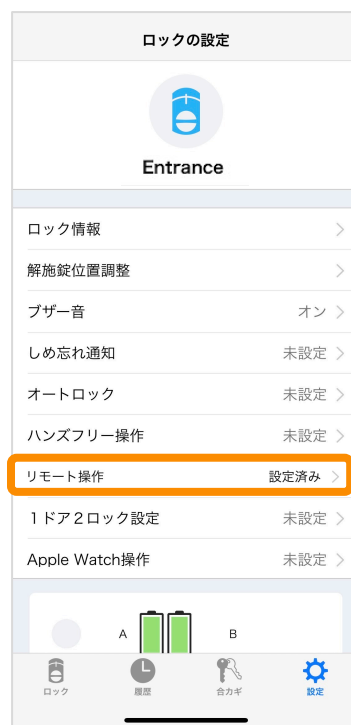 ロックの設定
Entrance
ロック情報
解施錠位置調整
ブザー音 オン
しめ忘れ通知 未設定
オートロック 未設定
ハンズフリー操作 未設定
リモート操作 設定済み
1ドア2ロック設定 未設定
Apple Watch操作 未設定
A B
ロック 履歴 合カギ 設定